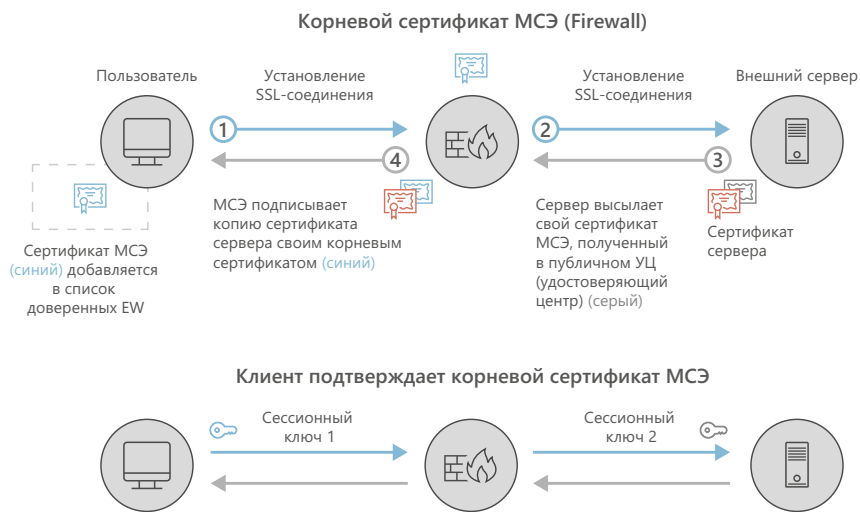 Корневой сертификат МСЭ (Firewall)
Пользователь
Установление
SSL-соединения
Установление
SSL-соединения
Внешний сервер
1
2
4
3
МСЭ подписывает
копию сертификата
сервера своим корневым
сертификатом (синий)
Сервер высылает
свой сертификат
МСЭ, полученный
в публичном УЦ
(удостоверяющий
центр) (серый)
Сертификат
сервера
Сертификат МСЭ
(синий) добавляется
в список
доверенных EW
Клиент подтверждает корневой сертификат МСЭ
Сессионный
ключ 1
Сессионный
ключ 2